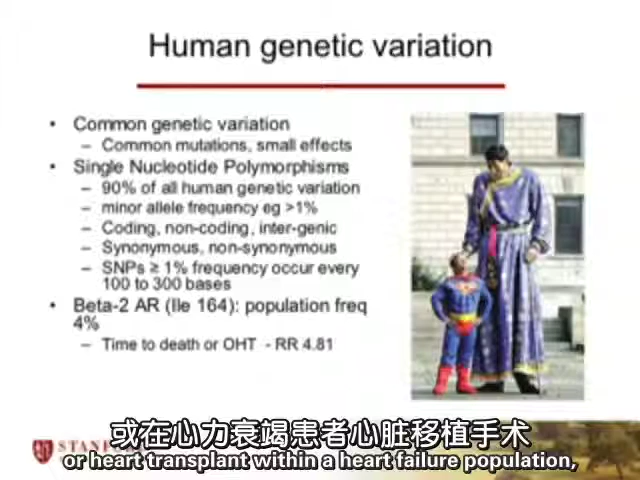 Human genetic variation
• Common genetic variation
– Common mutations, small effects
• Single Nucleotide Polymorphisms
– 90% of all human genetic variation
– minor allele frequency eg >1%
– Coding, non-coding, inter-genic
– Synonymous, non-synonymous
– SNPs ≥ 1% frequency occur every
100 to 300 bases
• Beta-2 AR (Ile 164): population freq
4%
– Time to death or OHT - RR 4.81
或在心力衰竭患者心脏移植手术
or heart transplant within a heart failure population,